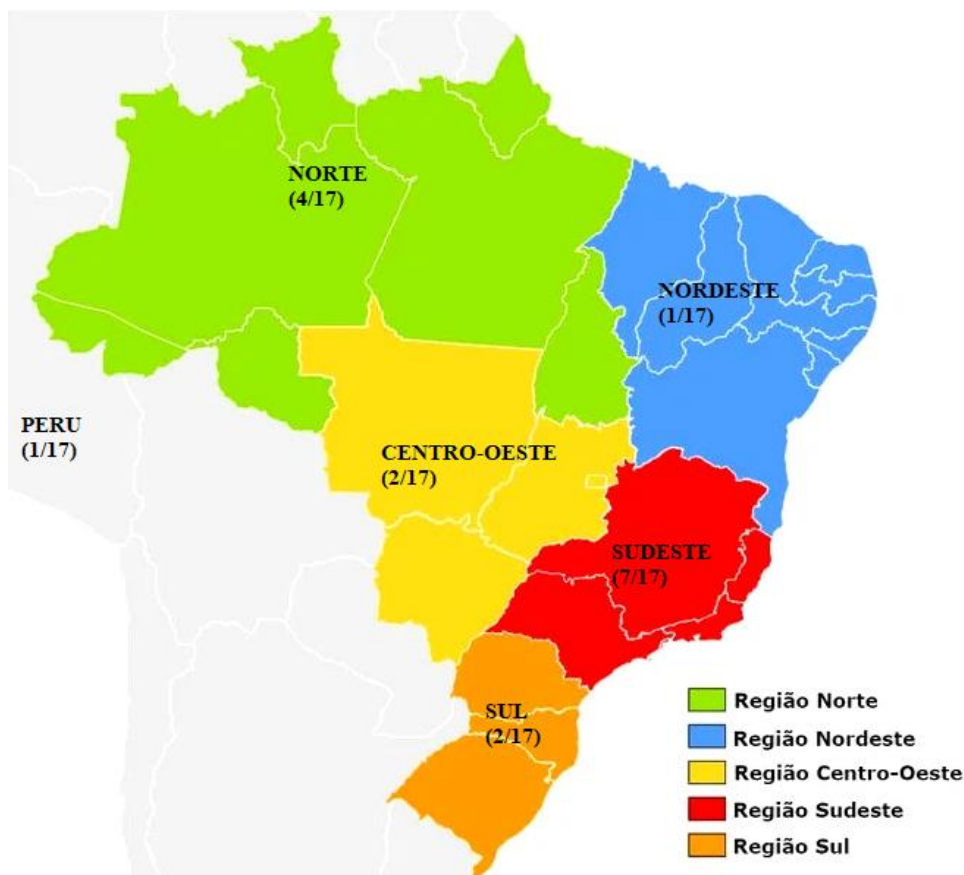 NORTE
(4/17)
NORDESTE
(1/17)
PERU
(1/17)
CENTRO-OESTE
(2/17)
SUDESTE
(7/17)
SUL
(2/17)
Região Norte
Região Nordeste
Região Centro-Oeste
Região Sudeste
Região Sul